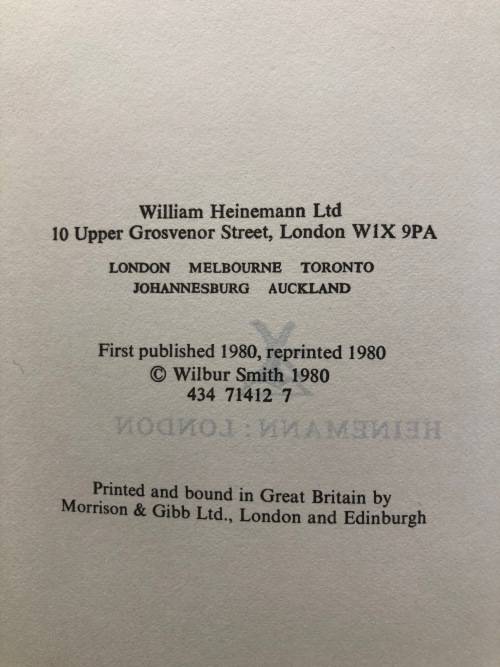 William Heinemann Ltd
10 Upper Grosvenor Street, London W1X 9PA
LONDON MELBOURNE TORONTO
JOHANNESBURG AUCKLAND
First published 1980, reprinted 1980
© Wilbur Smith 1980
434 71412 7
HEINEMANN : LONDON
Printed and bound in Great Britain by
Morrison & Gibb Ltd., London and Edinburgh